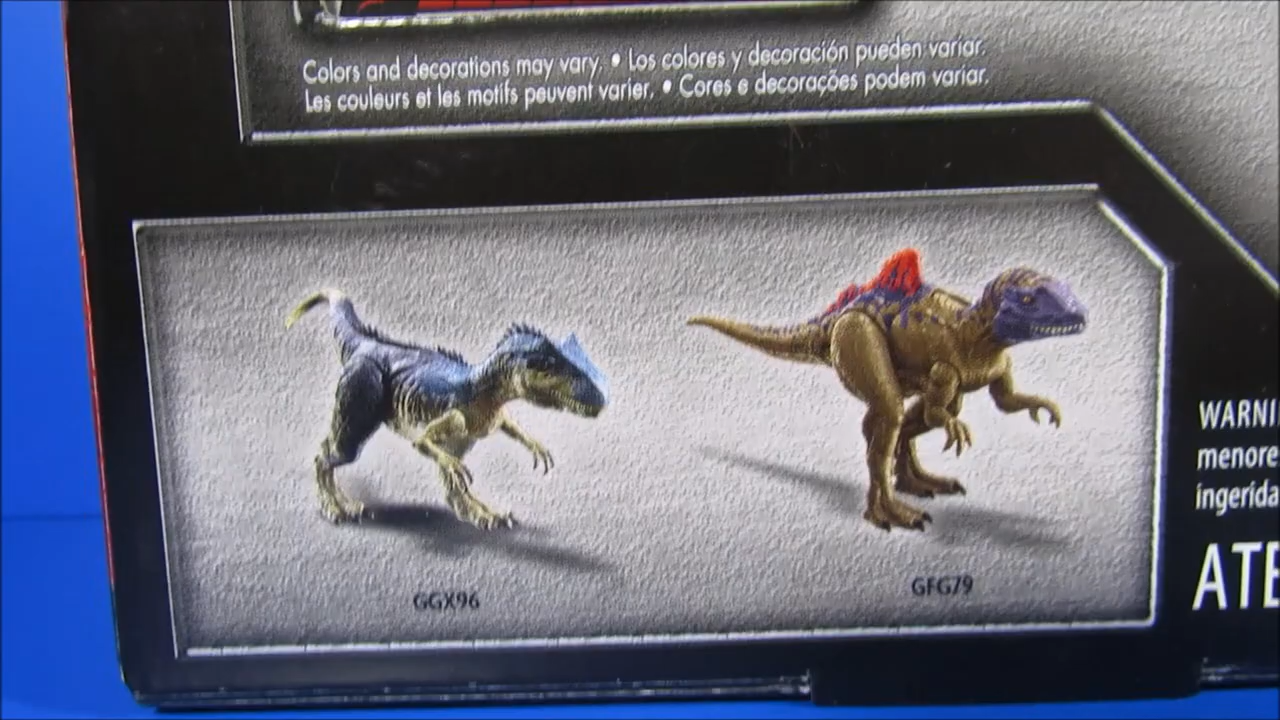 Colors and decorations may vary. • Los colores y decoración pueden variar.
Les couleurs et les motifs peuvent varier. • Cores e decorações podem variar.
GGX96
GFG79
WARNI
menore
ingerida
ATE